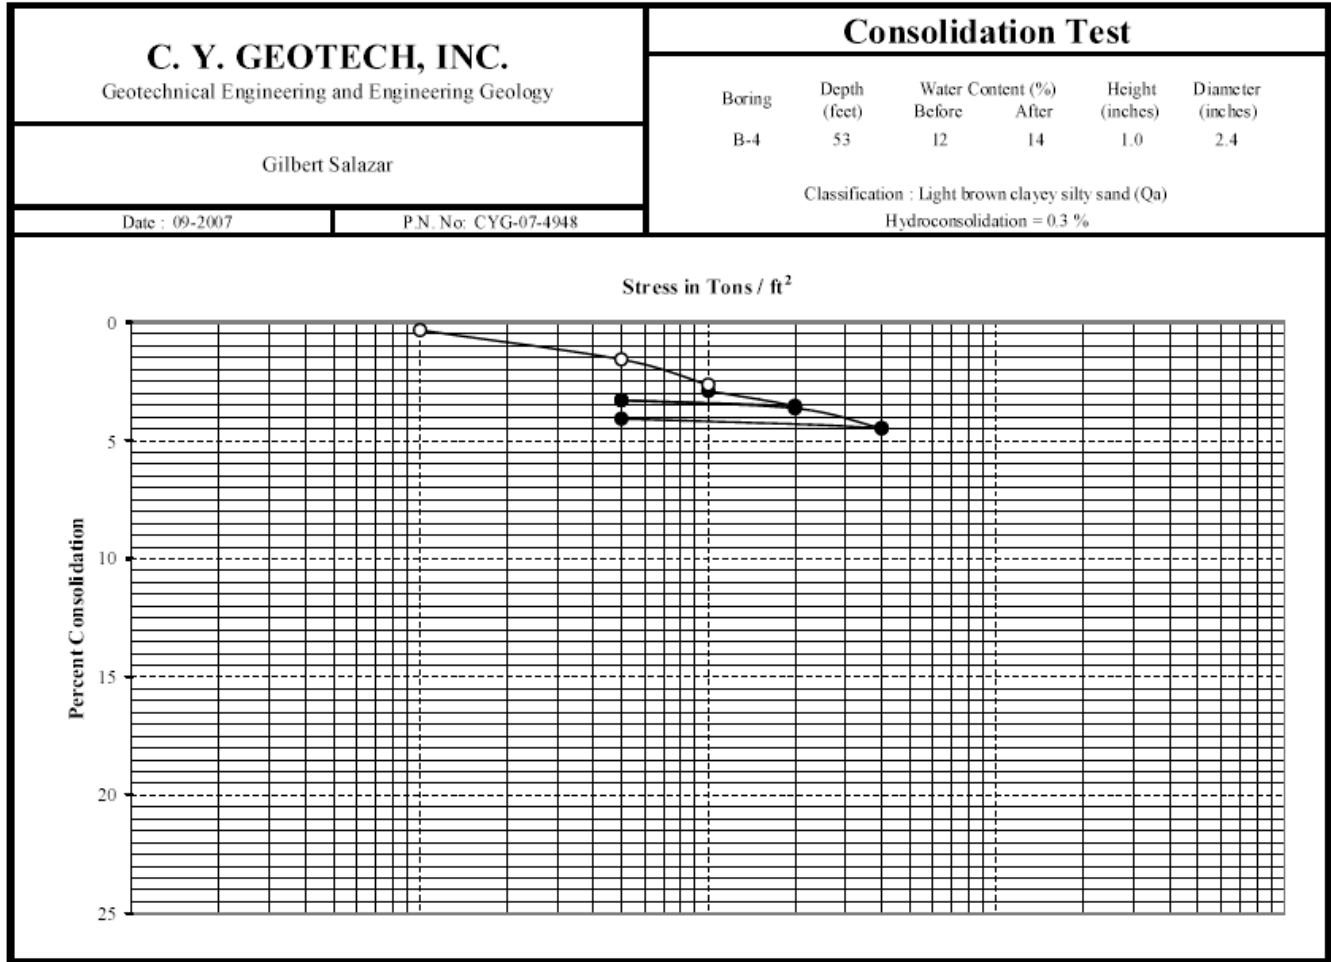 C. Y. GEOTECH, INC.
Geotechnical Engineering and Engineering Geology
Gilbert Salazar
Date : 09-2007
P.N. No: CYG-07-4948
Consolidation Test
Boring Depth (feet) Water Content (%) Before After Height (inches) Diameter (inches)
B-4 53 12 14 1.0 2.4
Classification : Light brown clayey silty sand (Qa)
Hydroconsolidation = 0.3 %
Stress in Tons / ft²
Percent Consolidation
0
5
10
15
20
25